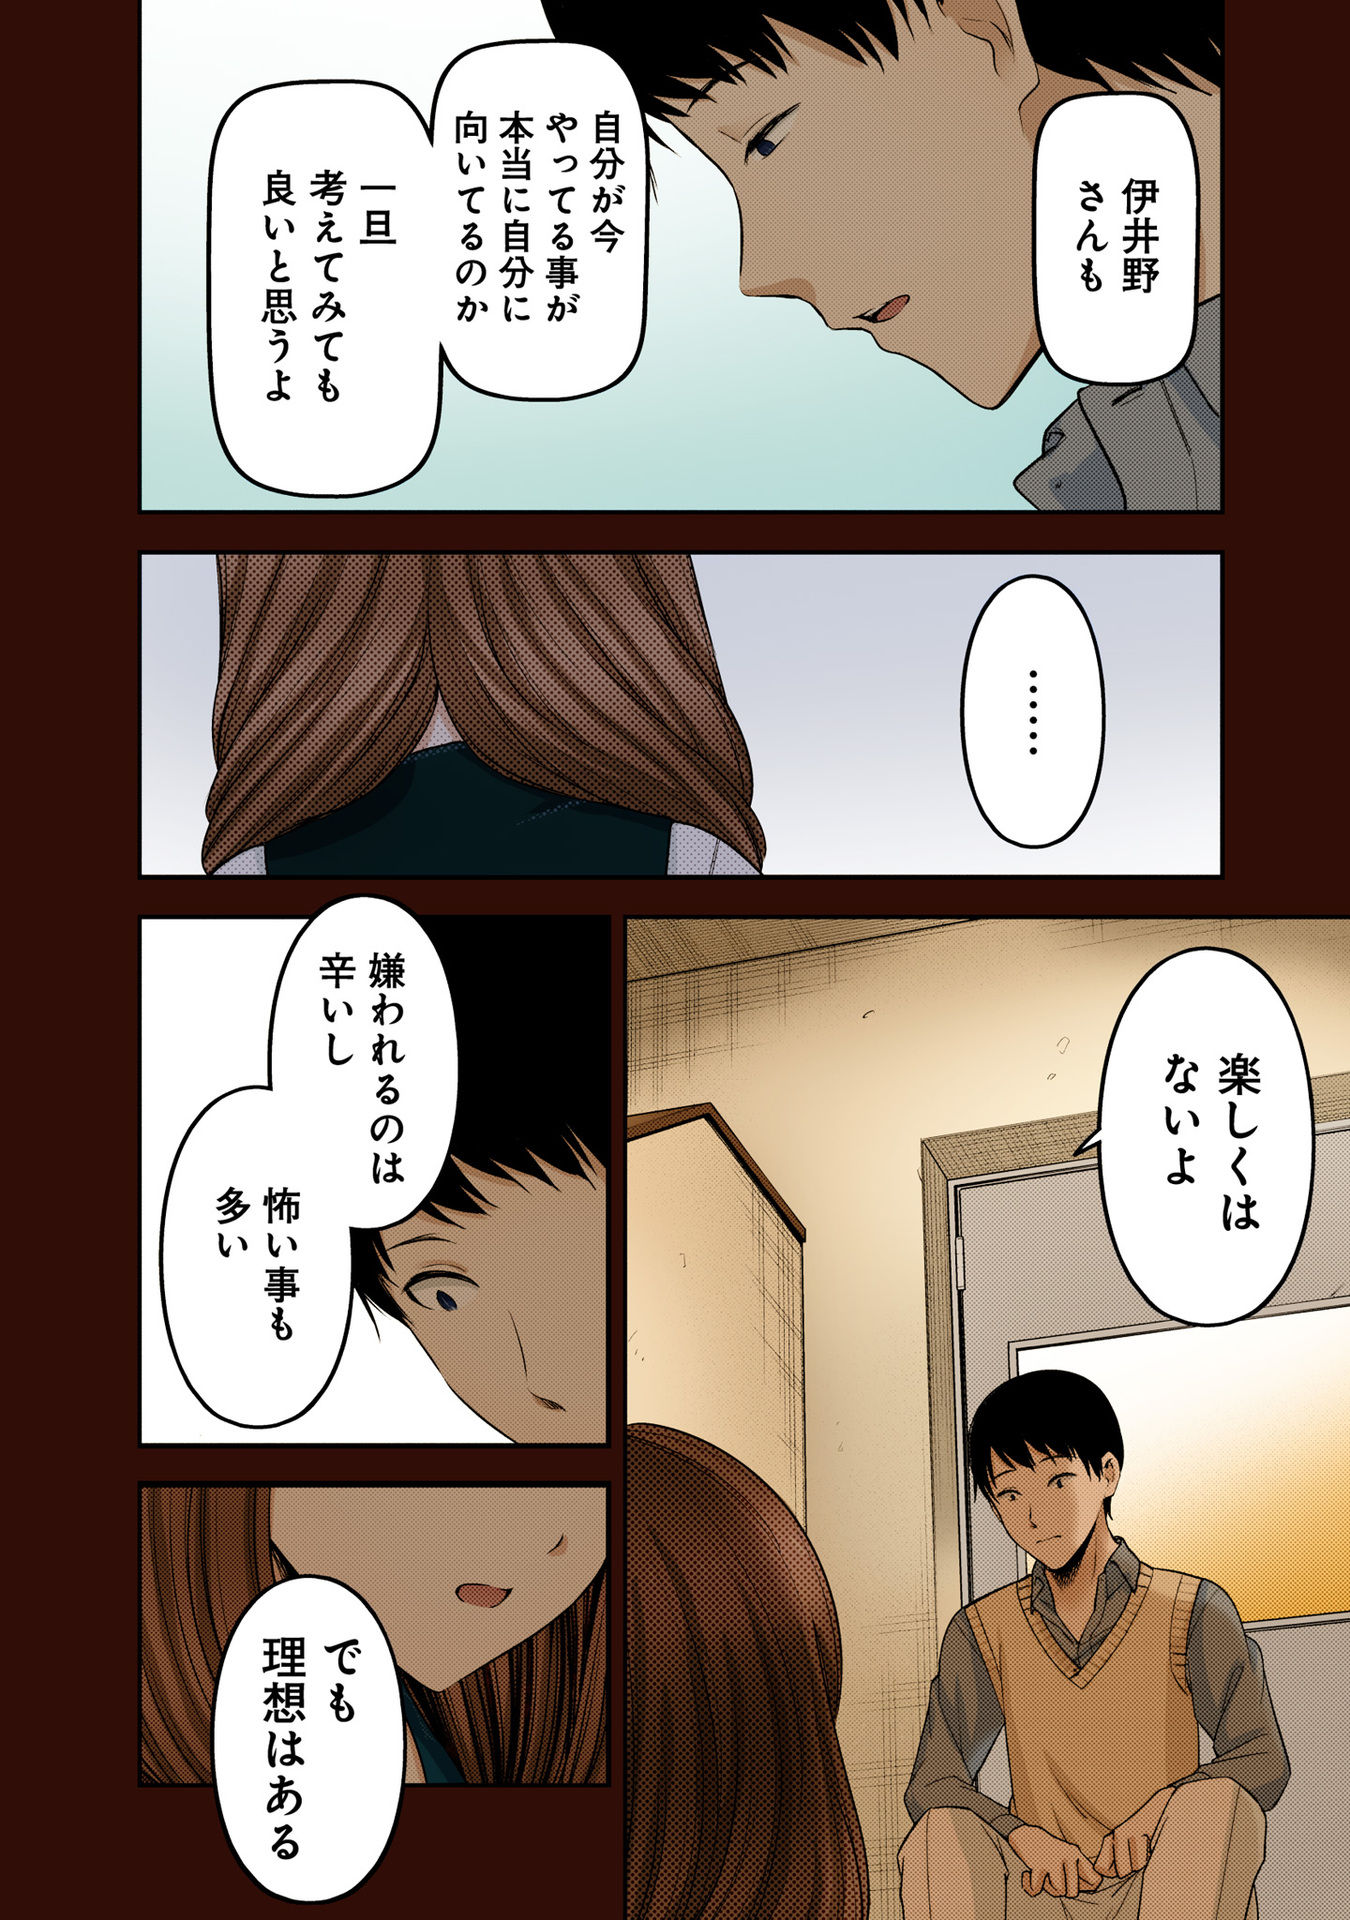 伊井野
さんも
自分が今
やってる事が
本当に自分に
向いてるのか
一旦
考えてみても
良いと思うよ
……
楽しくは
ないよ
嫌われるのは
辛いし
怖い事も
多い
でも
理想はある